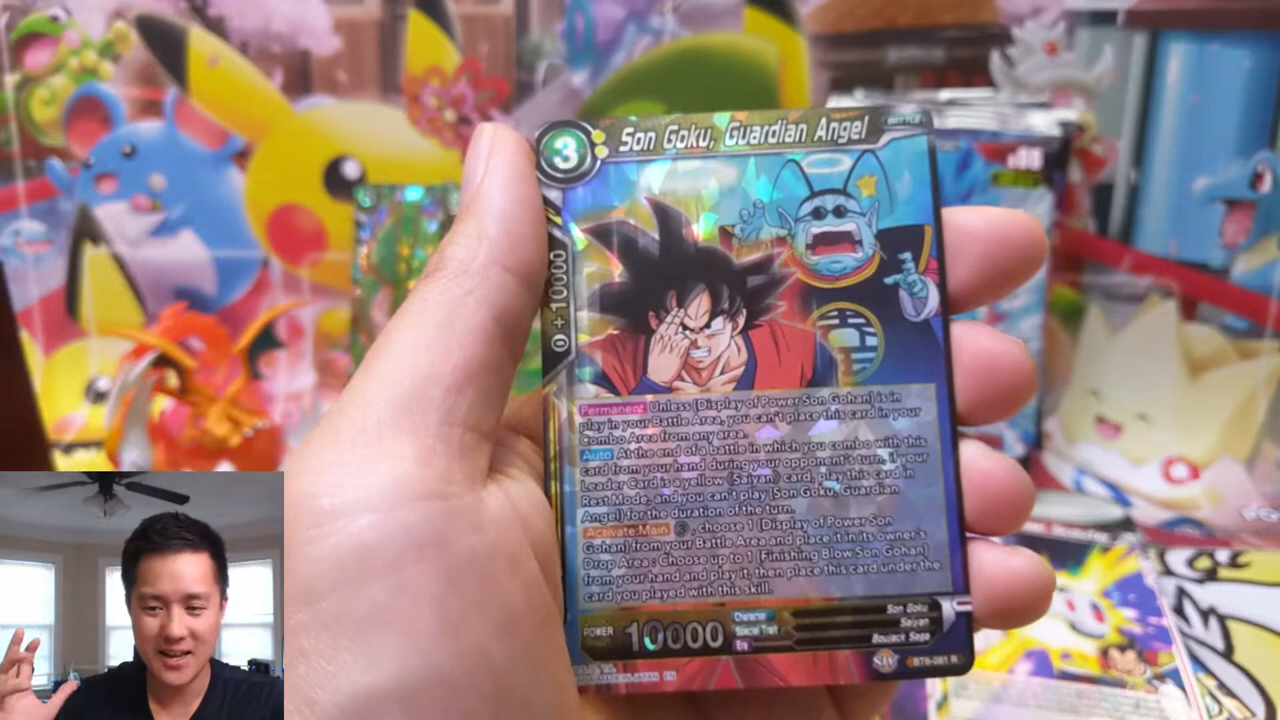 3
Son Goku, Guardian Angel
BATTLE
0 +10000
Permanent Unless {Display of Power Son Gohan} is in
play in your Battle Area, you can't place this card in your
Combo Area from any area.
Auto At the end of a battle in which you combo with this
card from your hand during your opponent's turn, if your
Leader Card is a yellow 《Saiyan》 card, play this card in
Rest Mode, and you can't play {Son Goku, Guardian
Angel} for the duration of the turn.
Activate:Main 3, choose 1 {Display of Power Son
Gohan} from your Battle Area and place it in its owner's
Drop Area : Choose up to 1 {Finishing Blow Son Gohan}
from your hand and play it, then place this card under the
card you played with this skill.
POWER 10000
Character Son Goku
Special Trait Saiyan
Era Boujack Saga
BT6-081 R
MADE IN JAPAN EN